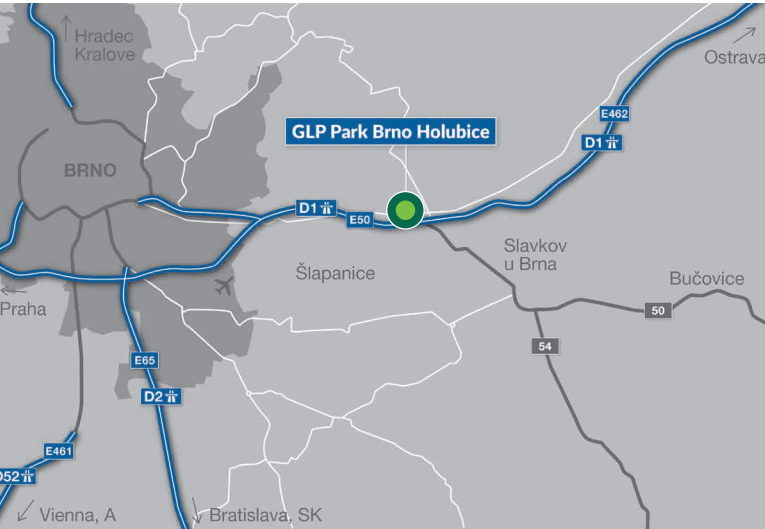 Hradec
Kralove
Ostrava
E462
GLP Park Brno Holubice
D1
BRNO
D1
E50
Slavkov
u Brna
Šlapanice
Bučovice
Praha
50
54
E65
D2
E461
D52
Vienna, A
Bratislava, SK